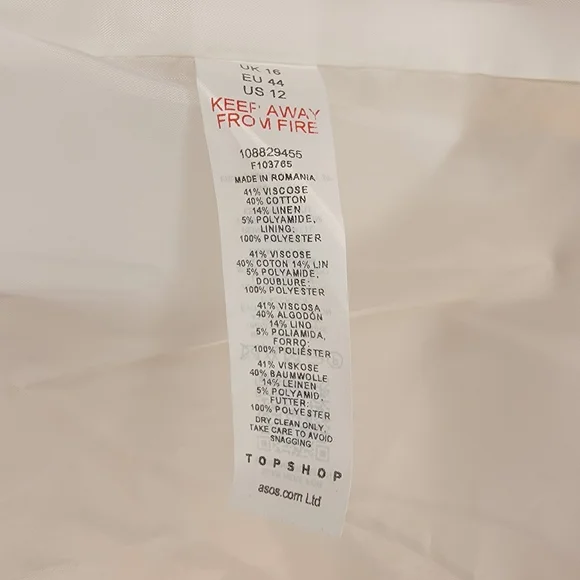 UK 16
EU 44
US 12
KEEP AWAY
FROM FIRE
108829455
F103765
MADE IN ROMANIA
41% VISCOSE
40% COTTON
14% LINEN
5% POLYAMIDE,
LINING:
100% POLYESTER
41% VISCOSE
40% COTON 14% LIN
5% POLYAMIDE,
DOUBLURE:
100% POLYESTER
41% VISCOSA
40% ALGODÓN
14% LINO
5% POLIAMIDA,
FORRO:
100% POLIÉSTER
41% VISKOSE
40% BAUMWOLLE
14% LEINEN
5% POLYAMID,
FUTTER:
100% POLYESTER
DRY CLEAN ONLY,
TAKE CARE TO AVOID
SNAGGING
TOPSHOP
asos.com Ltd